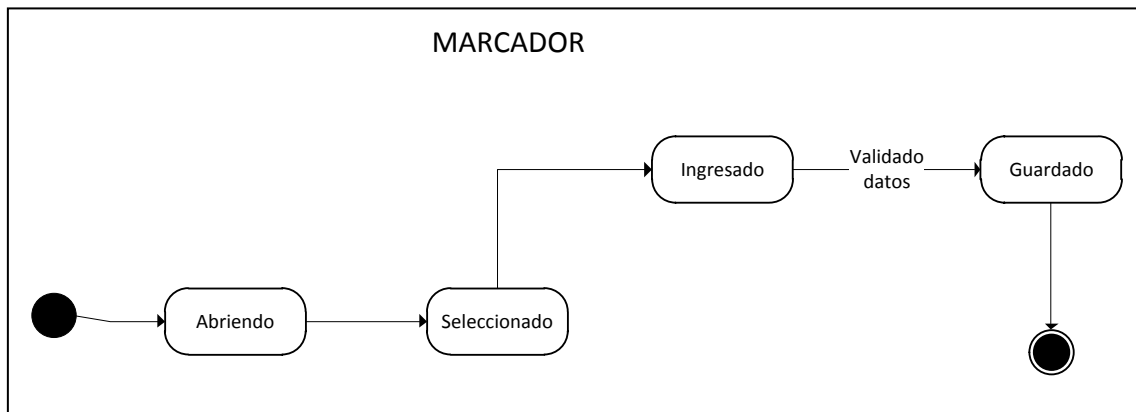 MARCADOR
Ingresado
Validado
datos
Guardado
Abriendo
Seleccionado